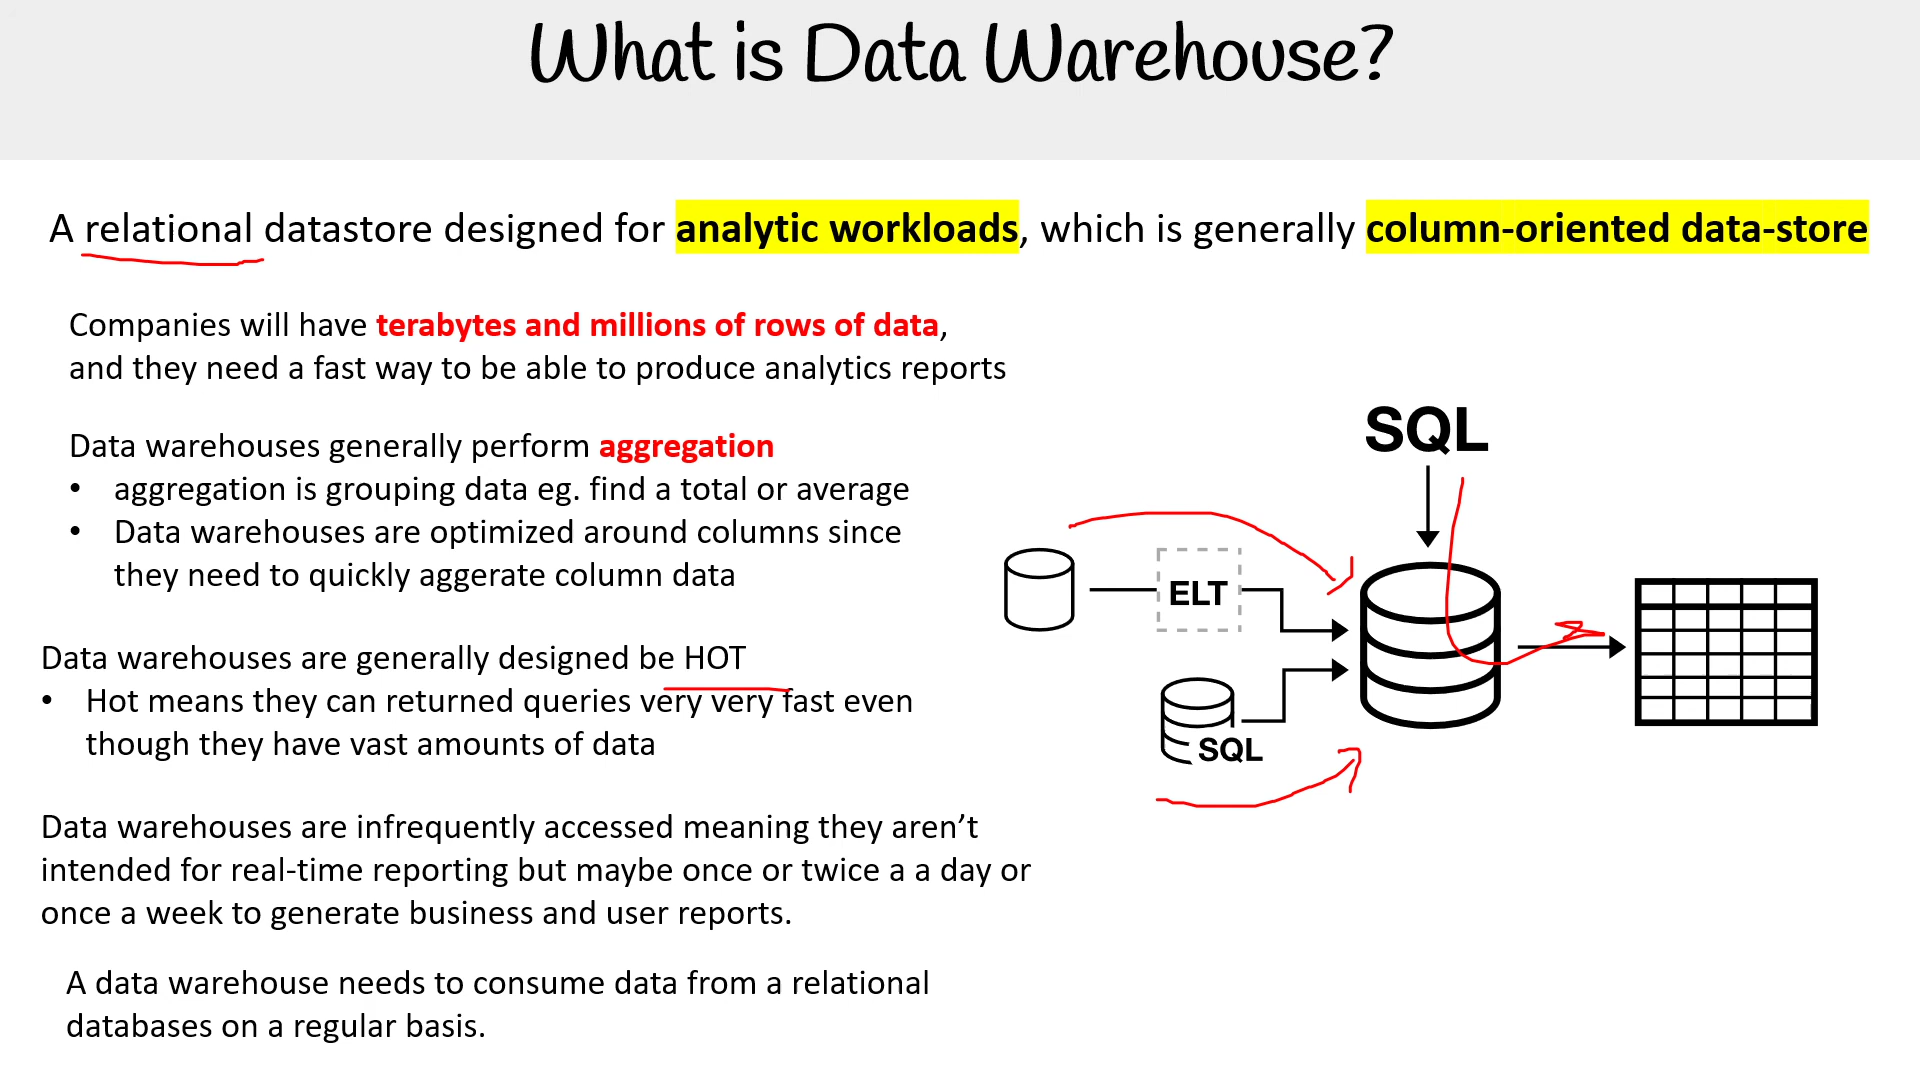 What is Data Warehouse?
A relational datastore designed for analytic workloads, which is generally column-oriented data-store
Companies will have terabytes and millions of rows of data,
and they need a fast way to be able to produce analytics reports
Data warehouses generally perform aggregation
• aggregation is grouping data eg. find a total or average
• Data warehouses are optimized around columns since
they need to quickly aggerate column data
Data warehouses are generally designed be HOT
• Hot means they can returned queries very very fast even
though they have vast amounts of data
Data warehouses are infrequently accessed meaning they aren’t
intended for real-time reporting but maybe once or twice a a day or
once a week to generate business and user reports.
A data warehouse needs to consume data from a relational
databases on a regular basis.
SQL
ELT
SQL